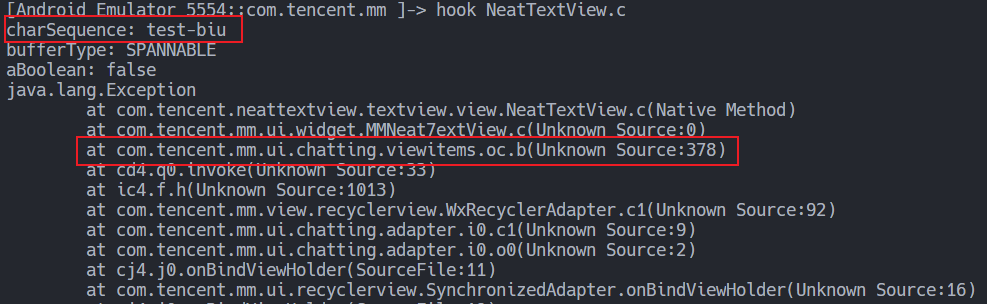 [Android Emulator 5554::com.tencent.mm ]-> hook NeatTextView.c
charSequence: test-biu
bufferType: SPANNABLE
aBoolean: false
java.lang.Exception
at com.tencent.neattextview.textview.view.NeatTextView.c(Native Method)
at com.tencent.mm.ui.widget.MMNeat7extView.c(Unknown Source:0)
at com.tencent.mm.ui.chatting.viewitems.oc.b(Unknown Source:378)
at cd4.q0.invoke(Unknown Source:33)
at ic4.f.h(Unknown Source:1013)
at com.tencent.mm.view.recyclerview.WxRecyclerAdapter.c1(Unknown Source:92)
at com.tencent.mm.ui.chatting.adapter.i0.c1(Unknown Source:9)
at com.tencent.mm.ui.chatting.adapter.i0.o0(Unknown Source:2)
at cj4.j0.onBindViewHolder(SourceFile:11)
at com.tencent.mm.ui.recyclerview.SynchronizedAdapter.onBindViewHolder(Unknown Source:16)